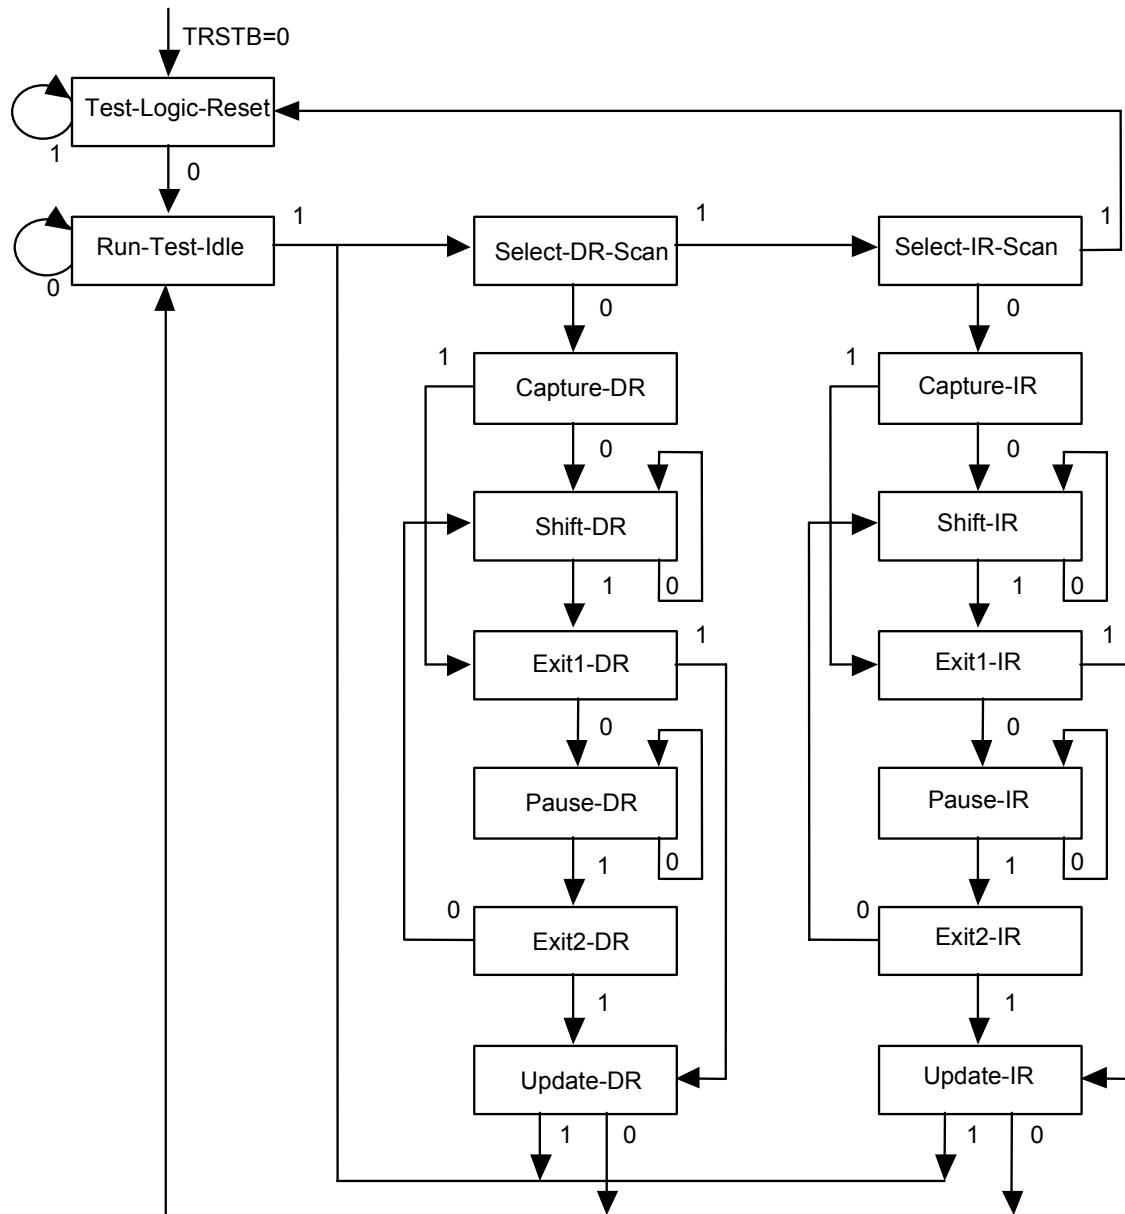 TRSTB=0
Test-Logic-Reset
1
0
Run-Test-Idle
0
1
Select-DR-Scan
1
Select-IR-Scan
1
0
0
1
Capture-DR
1
Capture-IR
0
0
Shift-DR
Shift-IR
1
0
1
0
Exit1-DR
1
Exit1-IR
1
0
0
Pause-DR
Pause-IR
1
0
1
0
0
Exit2-DR
0
Exit2-IR
1
1
Update-DR
Update-IR
1
0
1
0